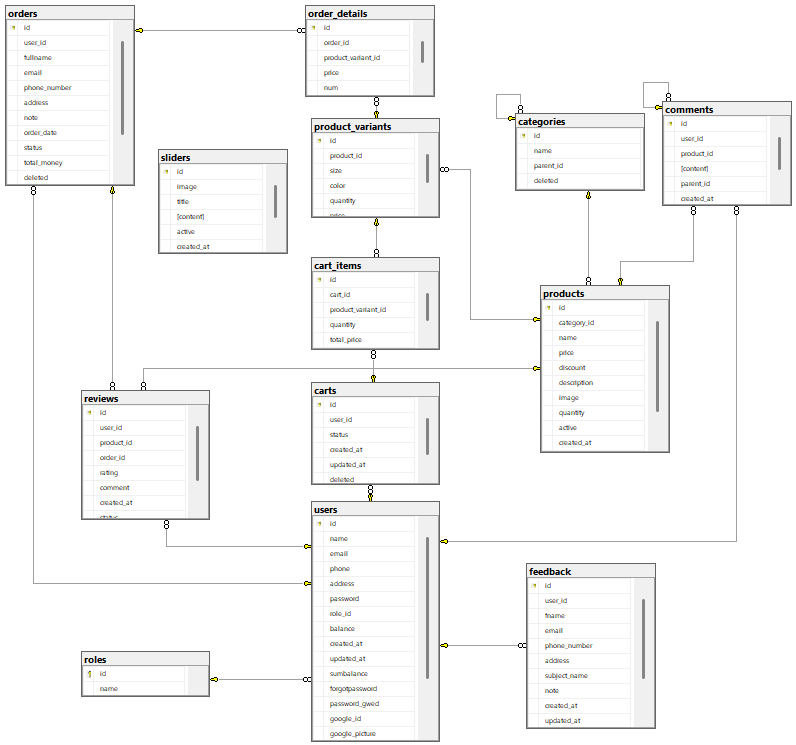 orders
id
user_id
fullname
email
phone_number
address
note
order_date
status
total_money
deleted
order_details
id
order_id
product_variant_id
price
num
product_variants
id
product_id
size
color
quantity
price
sliders
id
image
title
[content]
active
created_at
categories
id
name
parent_id
deleted
comments
id
user_id
product_id
[content]
parent_id
created_at
cart_items
id
cart_id
product_variant_id
quantity
total_price
products
id
category_id
name
price
discount
description
image
quantity
active
created_at
reviews
id
user_id
product_id
order_id
rating
comment
created_at
status
carts
id
user_id
status
created_at
updated_at
deleted
users
id
name
email
phone
address
password
role_id
balance
created_at
updated_at
sumbalance
forgotpassword
password_gwed
google_id
google_picture
feedback
id
user_id
fname
email
phone_number
address
subject_name
note
created_at
updated_at
roles
id
name